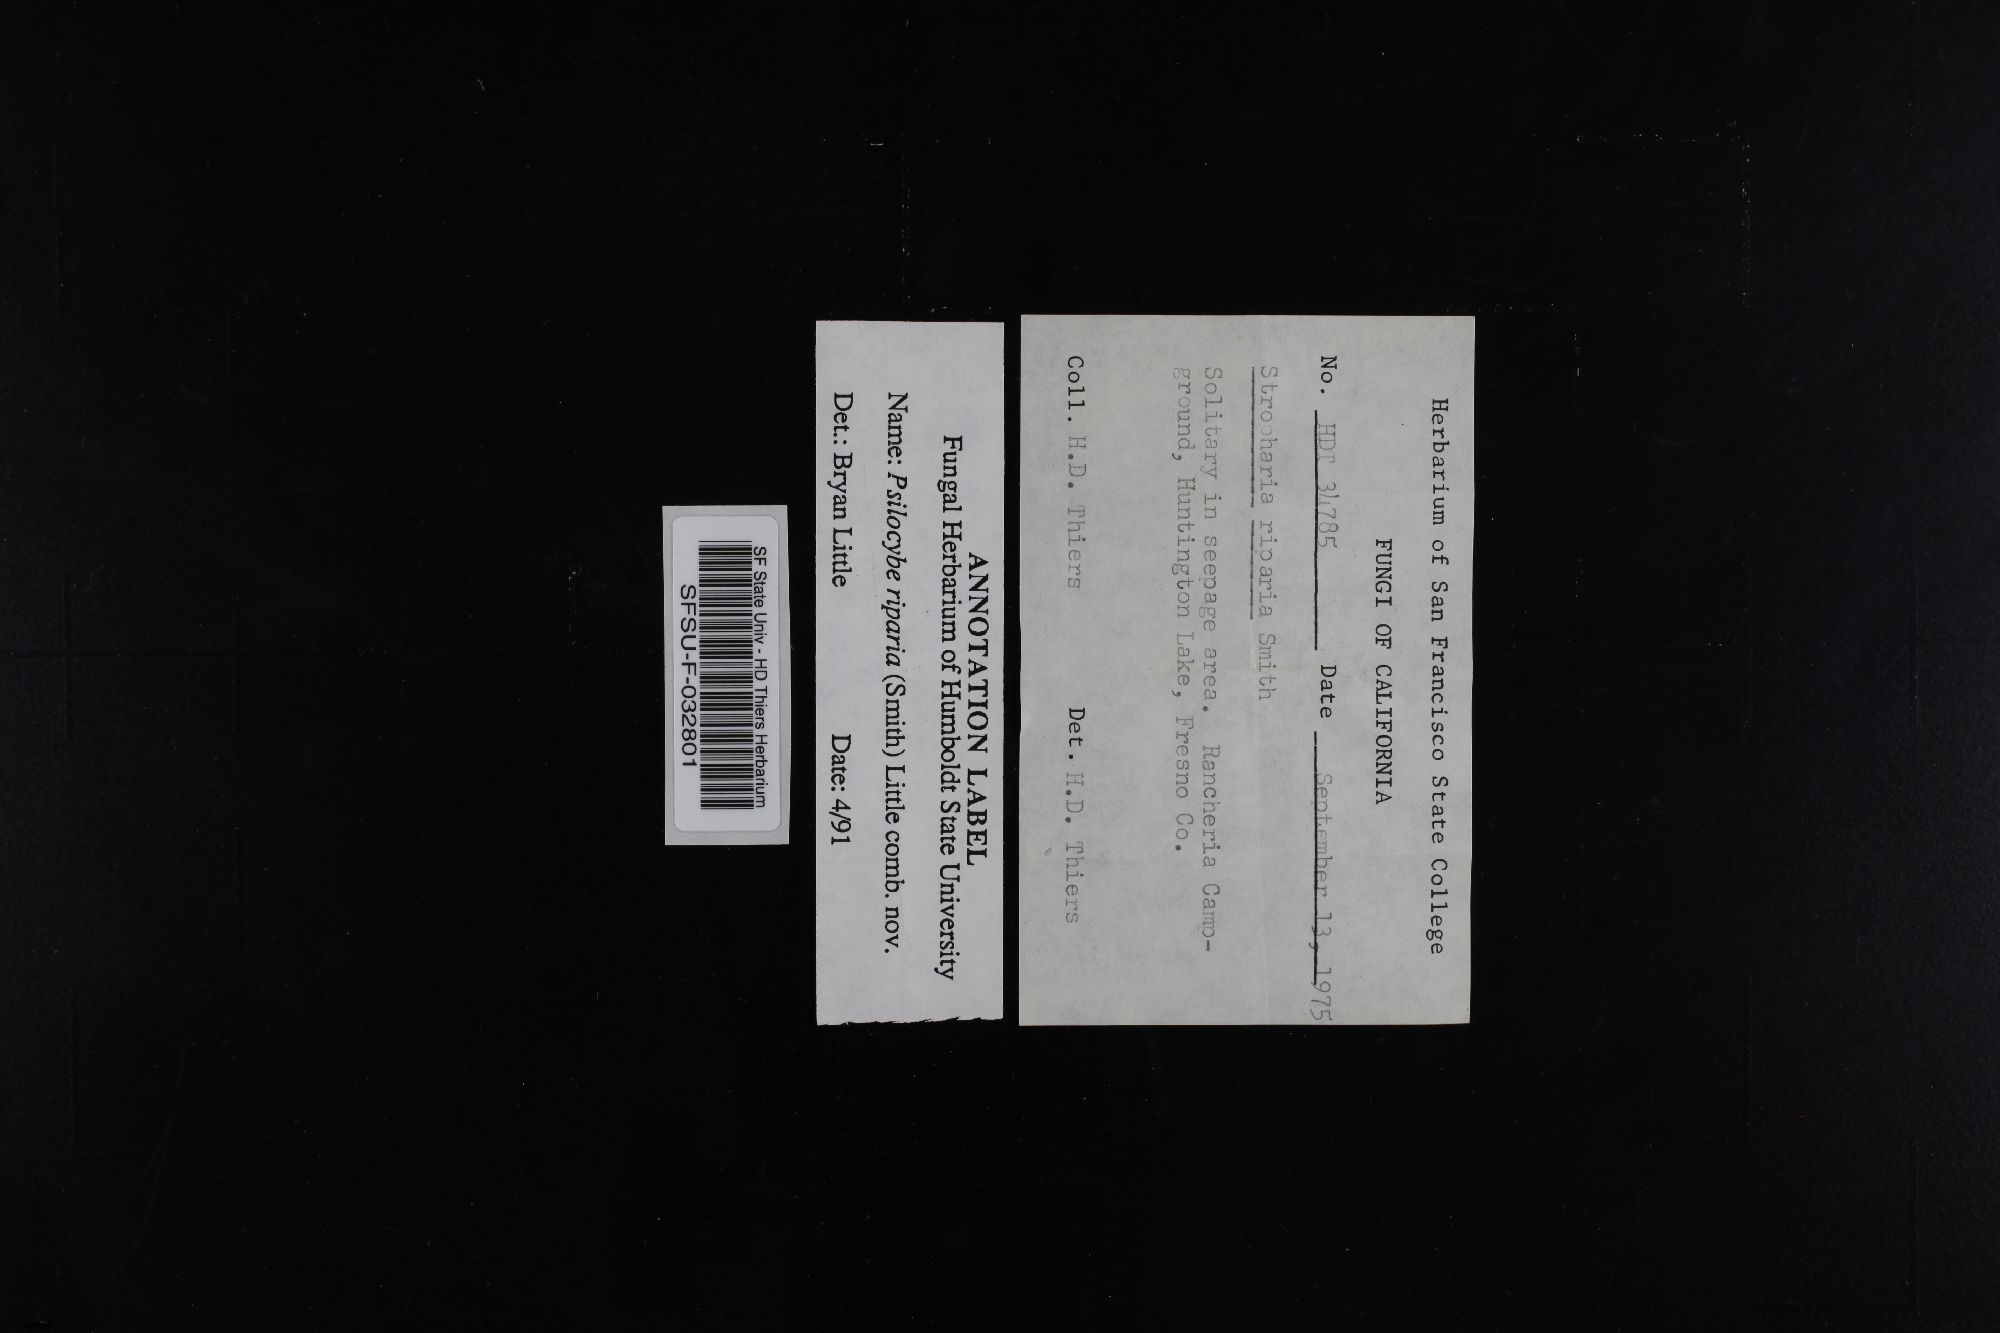 Herbarium of San Francisco State College
FUNGI OF CALIFORNIA
No. HDT 34785 Date September 13, 1975
Stropharia riparia Smith
Solitary in seepage area. Rancheria Camp-
ground, Huntington Lake, Fresno Co.
Coll. H.D. Thiers Det. H.D. Thiers
ANNOTATION LABEL
Fungal Herbarium of Humboldt State University
Name: Psilocybe riparia (Smith) Little comb. nov.
Det.: Bryan Little Date: 4/91
SF State Univ - HD Thiers Herbarium
SFSU-F-032801